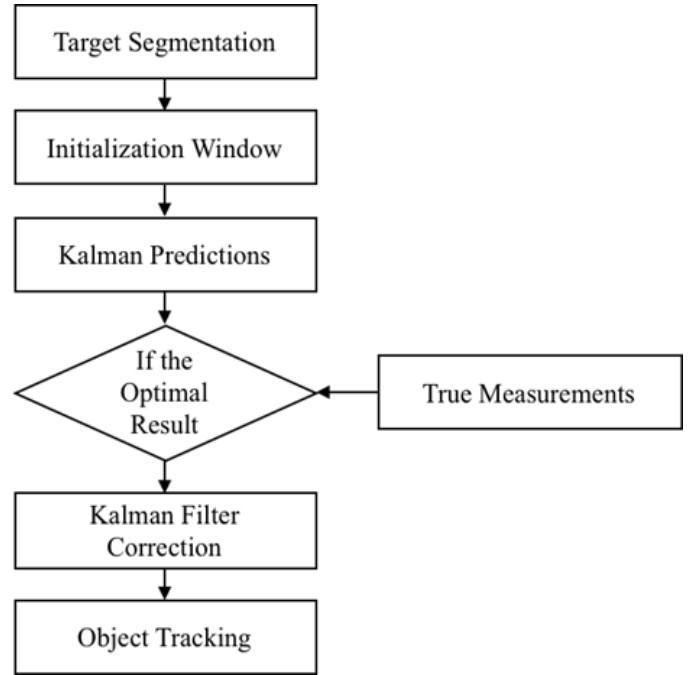 Target Segmentation
Initialization Window
Kalman Predictions
If the
Optimal
Result
True Measurements
Kalman Filter
Correction
Object Tracking